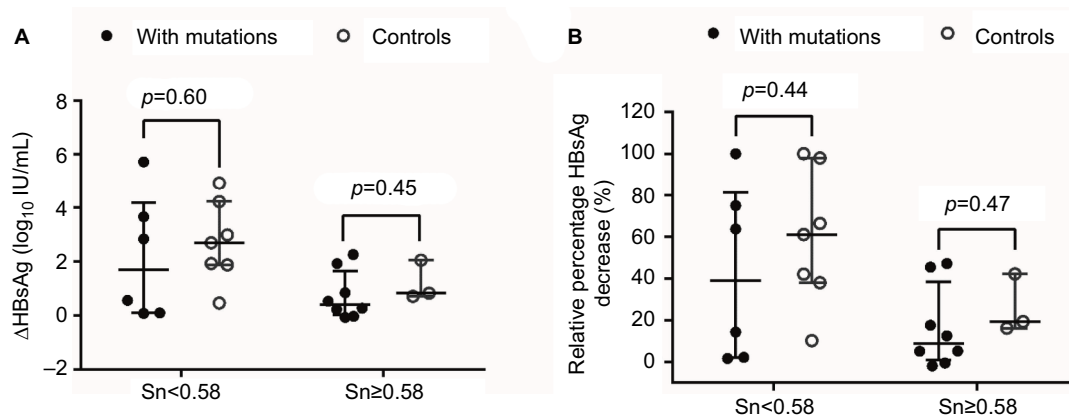 A
With mutations
Controls
ΔHBsAg (log10 IU/mL)
8
6
4
2
0
–2
p=0.60
p=0.45
Sn<0.58
Sn≥0.58
B
With mutations
Controls
Relative percentage HBsAg
decrease (%)
120
100
80
60
40
20
0
p=0.44
p=0.47
Sn<0.58
Sn≥0.58